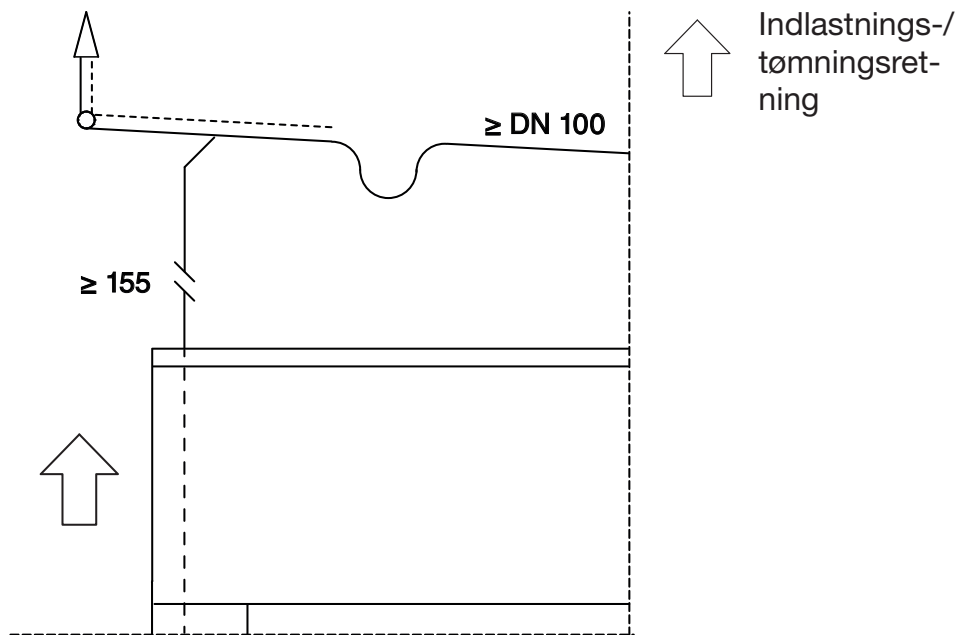 Indlastnings-/
tømningsret-
ning
≥ DN 100
≥ 155